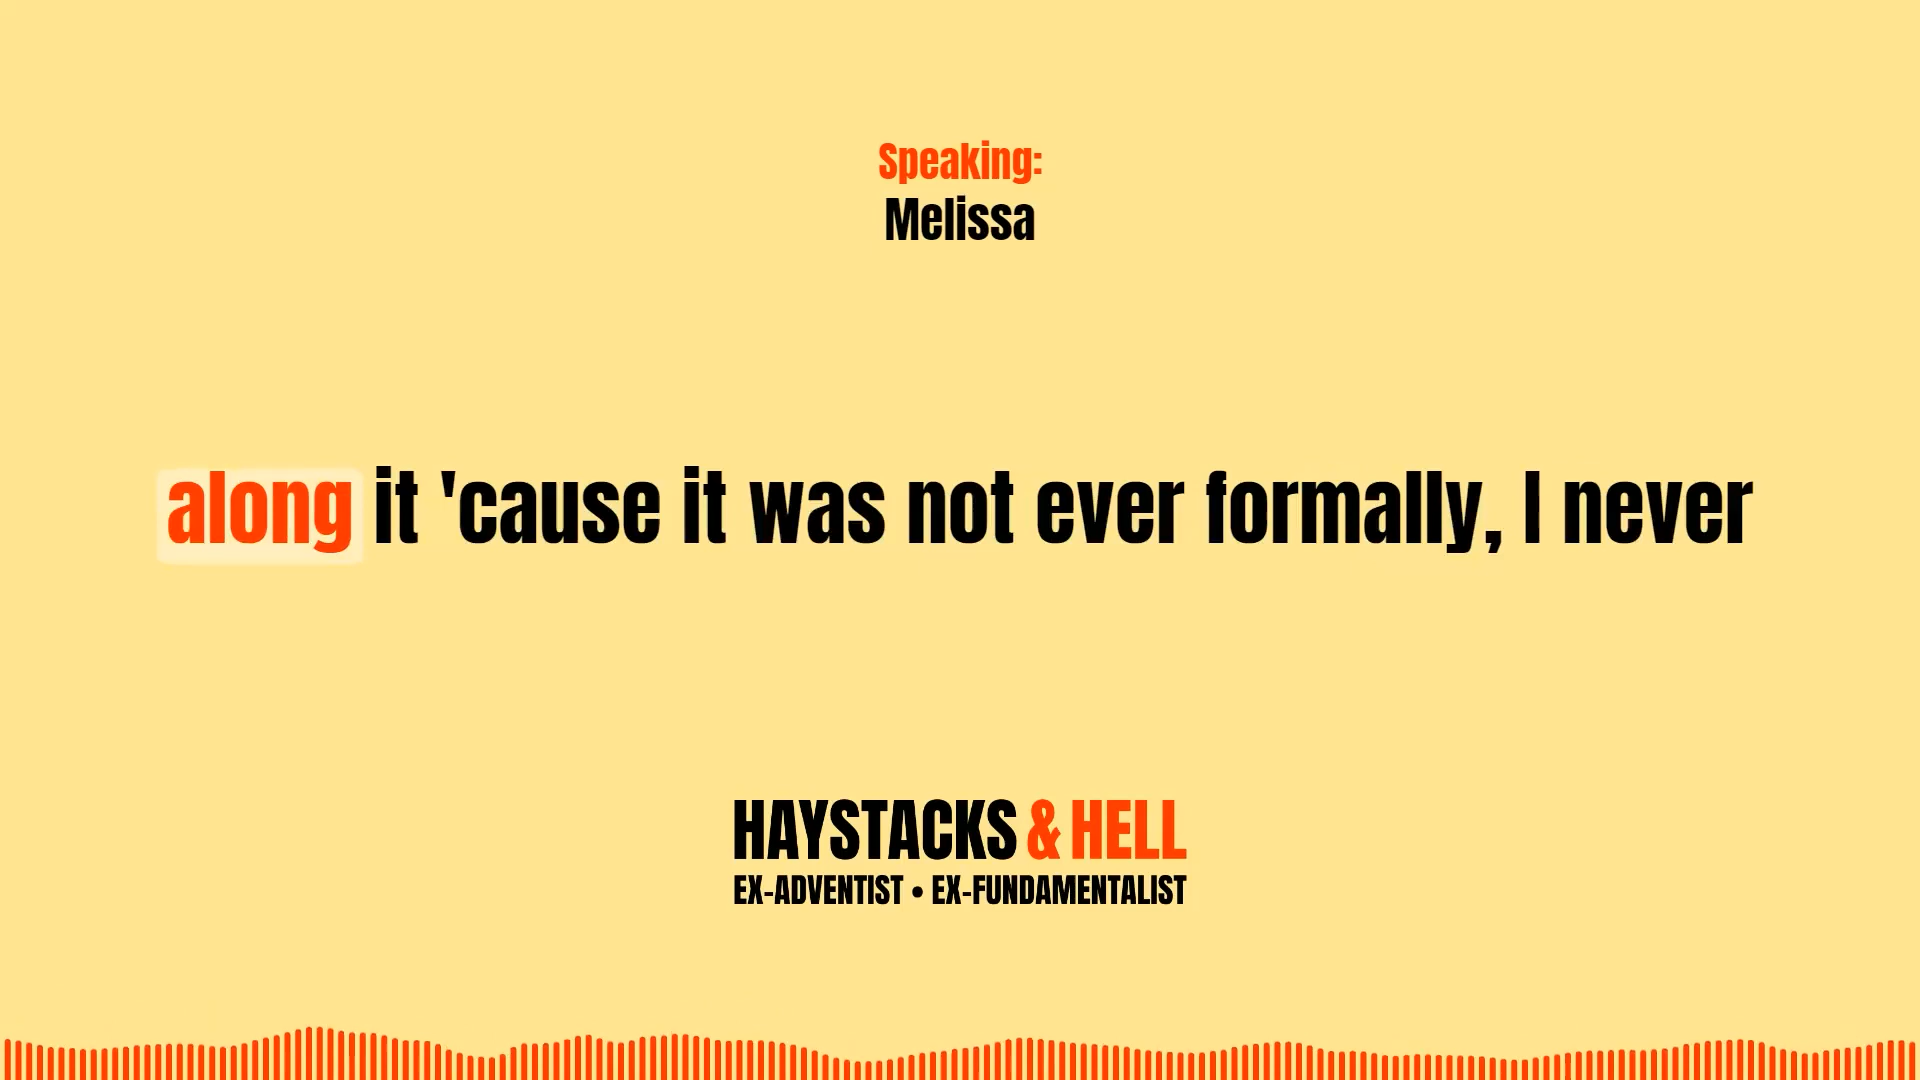 Speaking:
Melissa
along it 'cause it was not ever formally, I never
HAYSTACKS & HELL
EX-ADVENTIST • EX-FUNDAMENTALIST